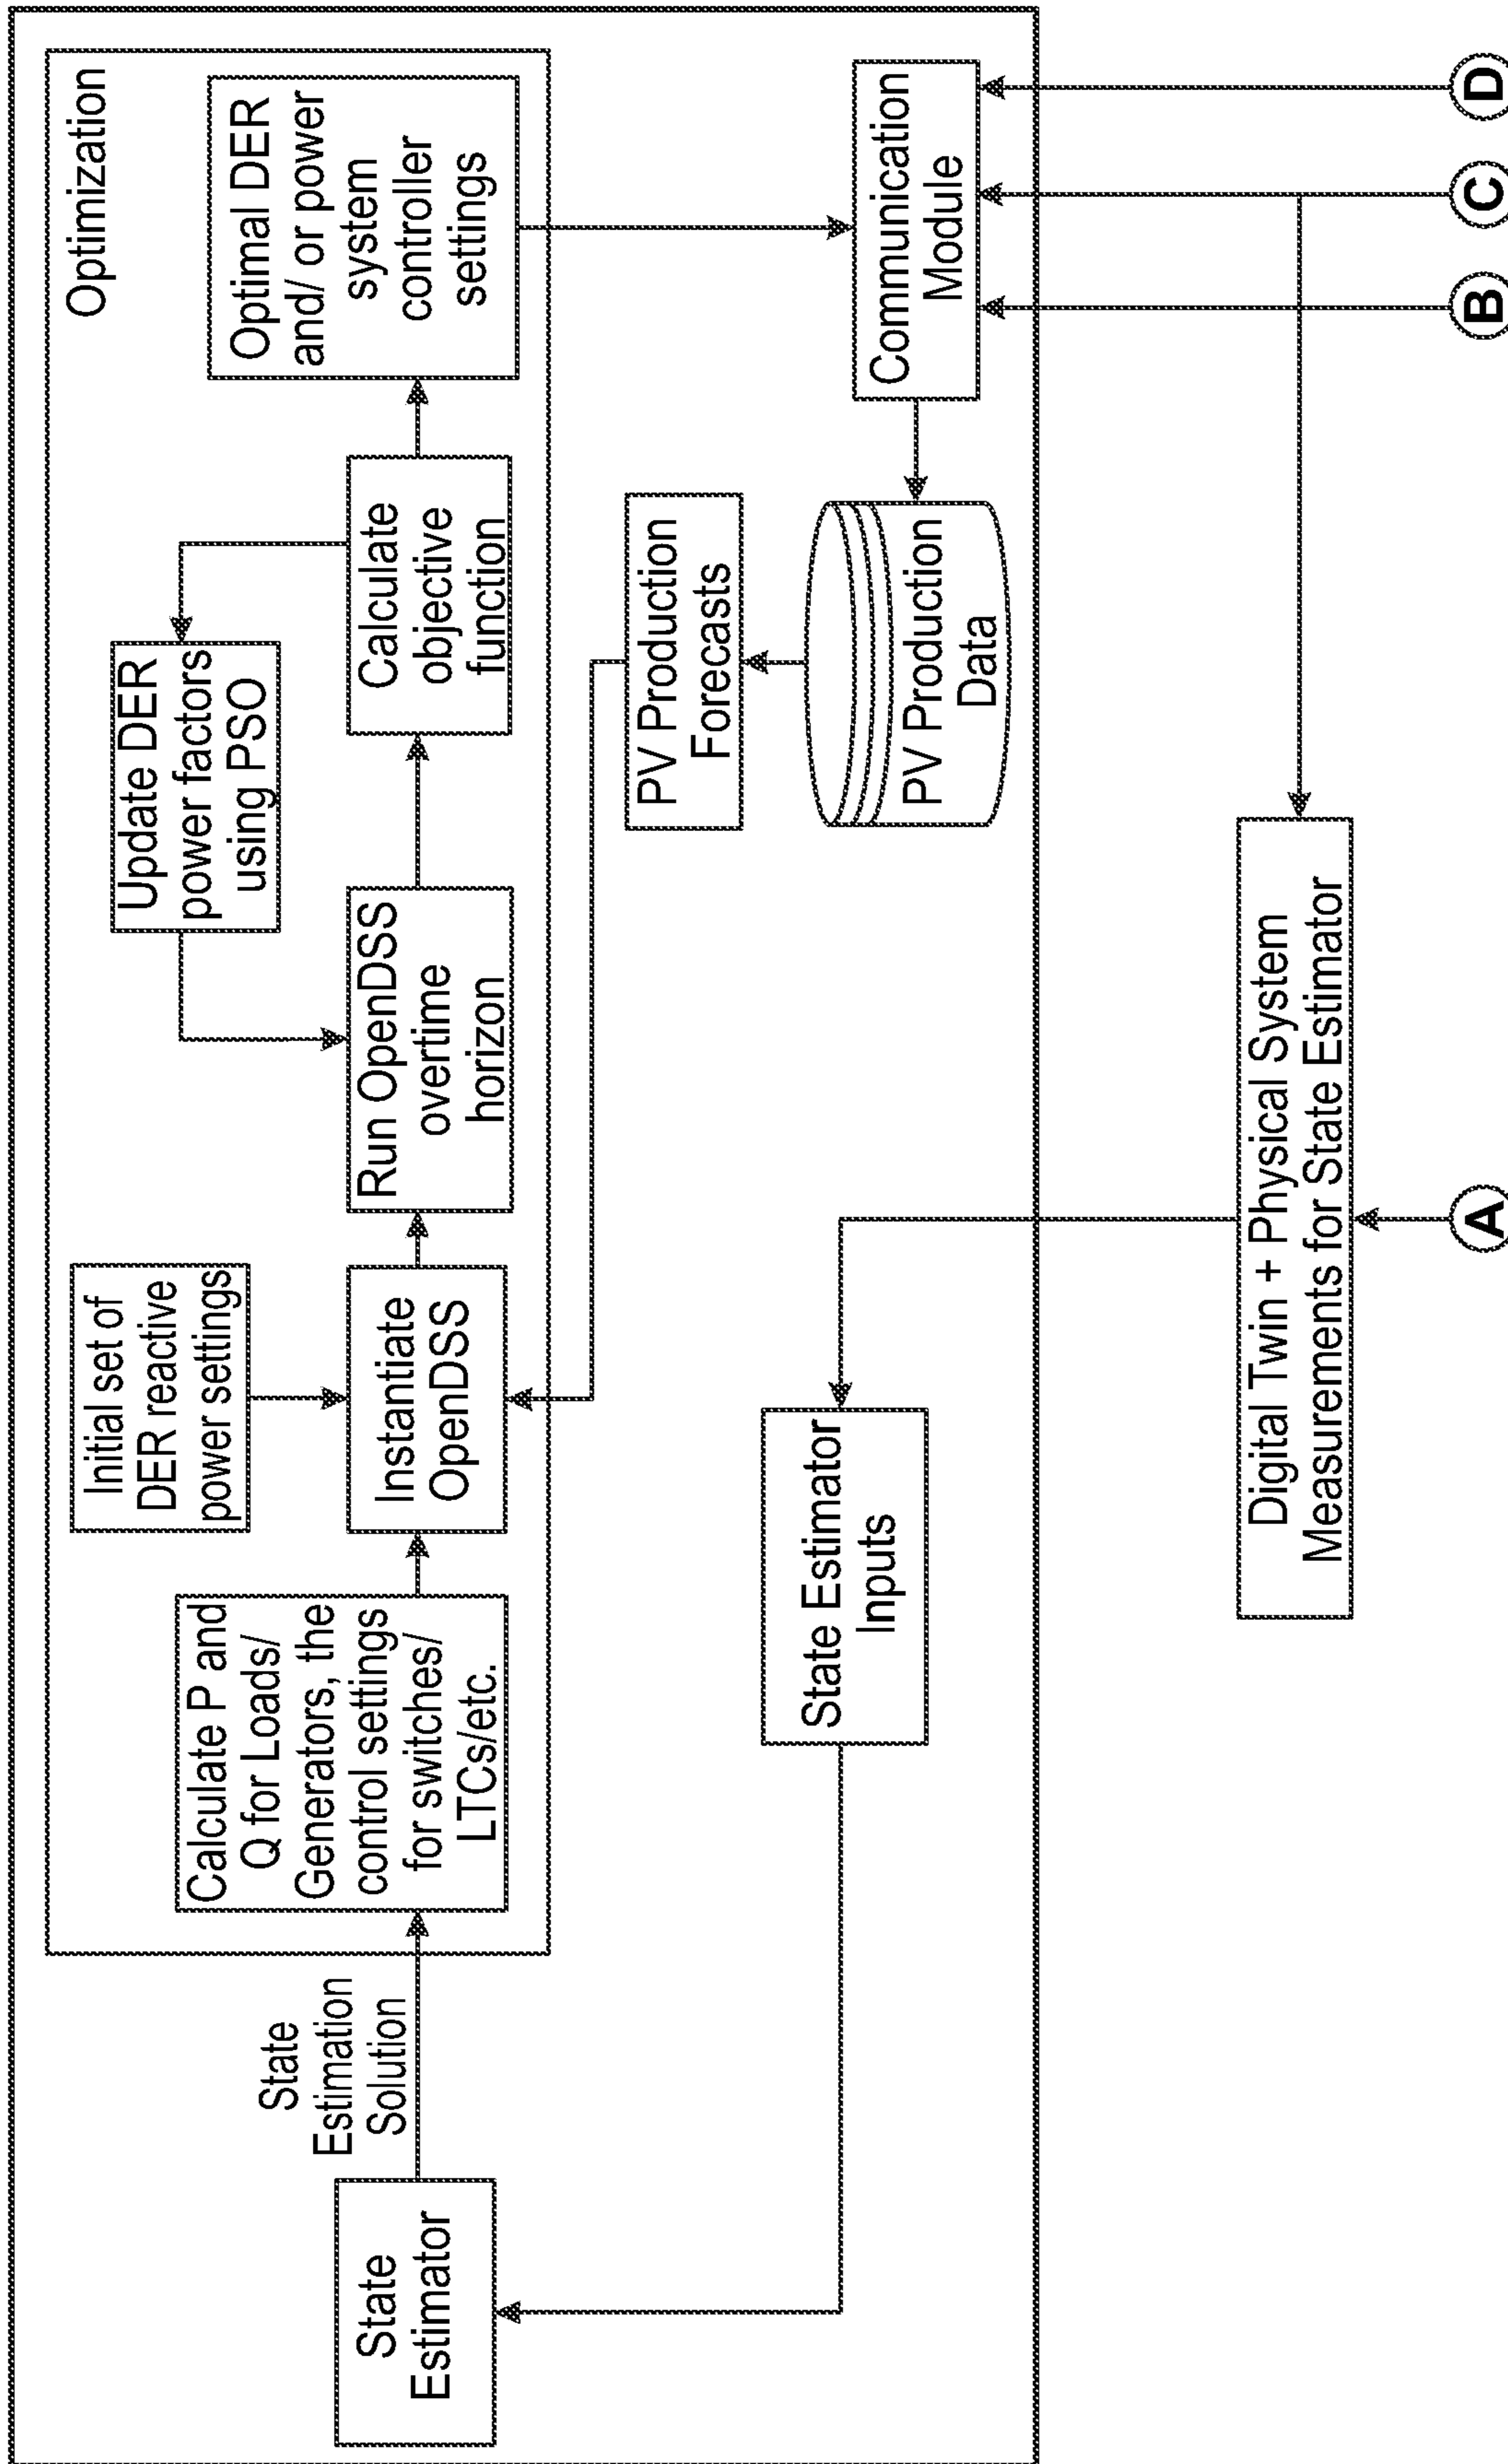 Optimization
Initial set of
DER reactive
power settings
Update DER
power factors
using PSO
State
Estimation
Solution
State
Estimator
Calculate P and
Q for Loads/
Generators, the
control settings
for switches/
LTCs/etc.
Instantiate
OpenDSS
Run OpenDSS
overtime
horizon
Calculate
objective
function
Optimal DER
and/ or power
system
controller
settings
PV Production
Forecasts
State Estimator
Inputs
PV Production
Data
Communication
Module
Digital Twin + Physical System
Measurements for State Estimator
A
B
C
D